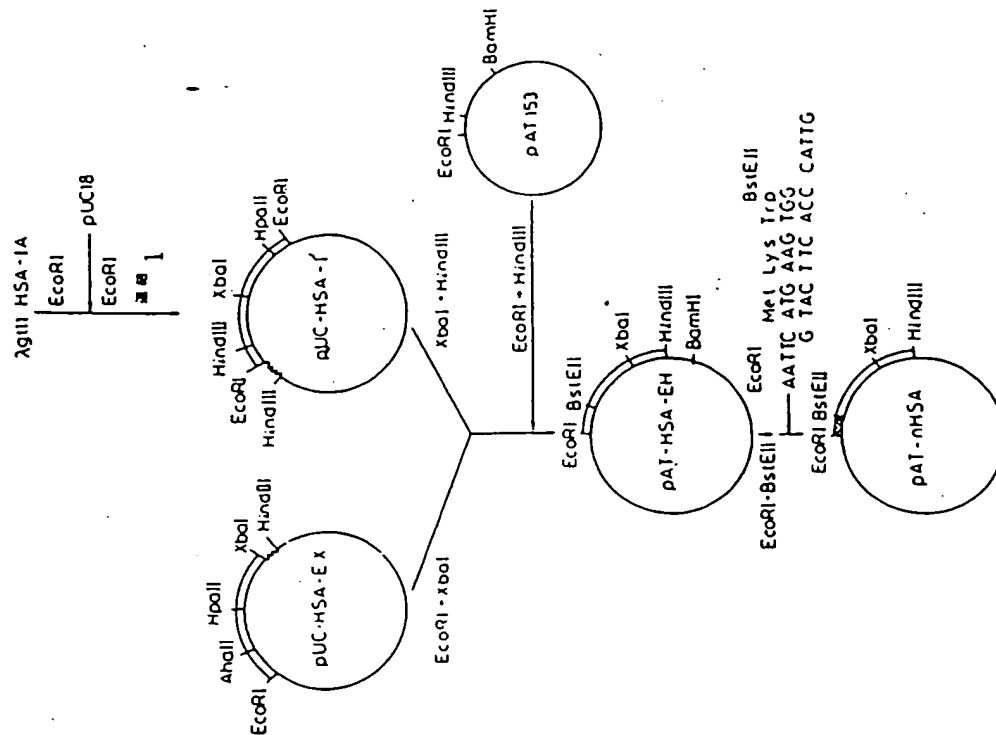 λgt11 HSA-1A
EcoRI
pUC18
EcoRI
連結
1
EcoRI
AhaII
HpaII
XbaI
HindIII
pUC-HSA-EX
HindIII
EcoRI
HindIII
XbaI
HpaII
EcoRI
pUC-HSA-I
EcoRI + XbaI
XbaI + HindIII
EcoRI HindIII
BamHI
pAT153
EcoRI + HindIII
EcoRI BstEII
XbaI
HindIII
BamHI
pAT-HSA-EH
EcoRI + BstEII
EcoRI
Met Lys Trp
BstEII
AATTC ATG AAG TGG
G TAC TTC ACC CATTG
EcoRI BstEII
XbaI
HindIII
pAT-nHSA